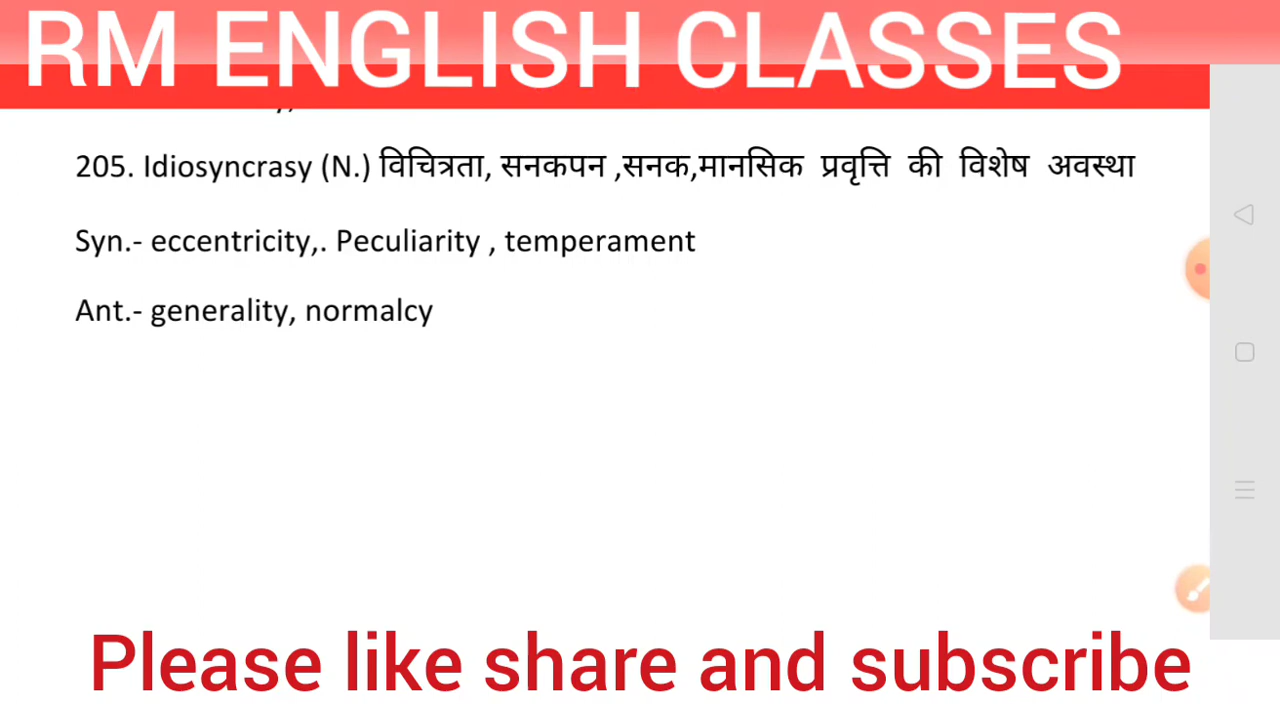 RM ENGLISH CLASSES
205. Idiosyncrasy (N.) विचित्रता, सनकपन ,सनक,मानसिक प्रवृत्ति की विशेष अवस्था
Syn.- eccentricity,. Peculiarity , temperament
Ant.- generality, normalcy
Please like share and subscribe